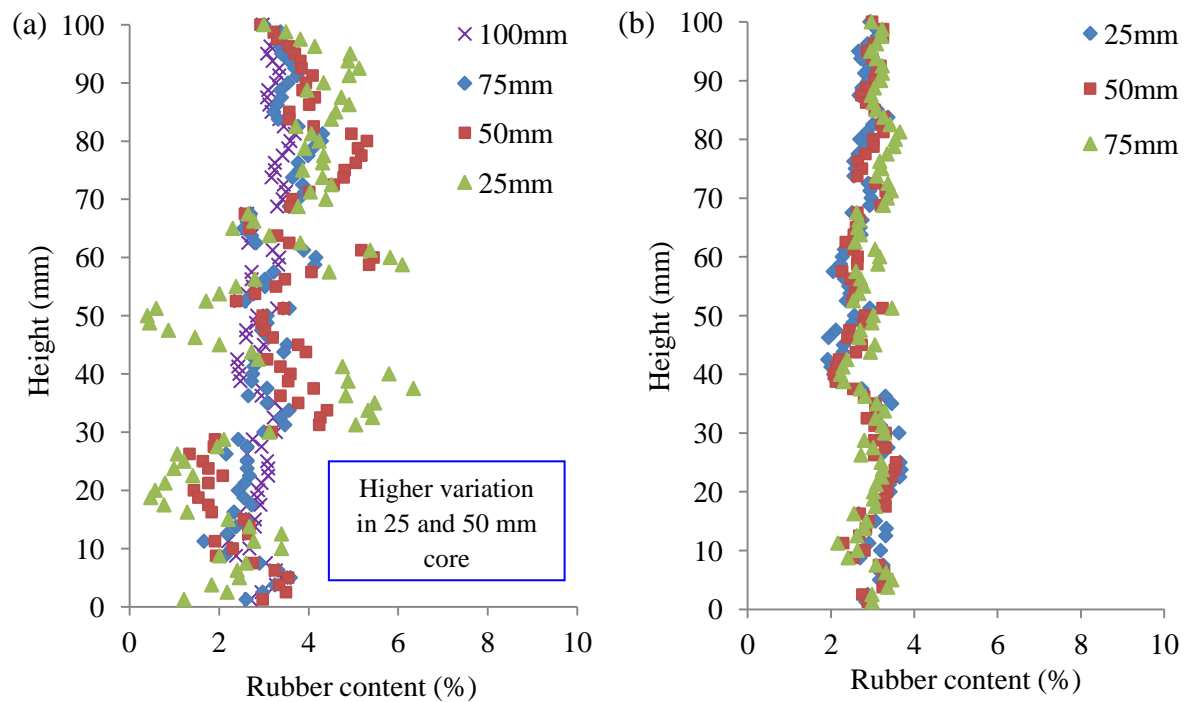 (a)
100
90
80
70
60
50
40
30
20
10
0
Height (mm)
0 2 4 6 8 10
Rubber content (%)
100mm
75mm
50mm
25mm
Higher variation
in 25 and 50 mm
core
(b)
100
90
80
70
60
50
40
30
20
10
0
Height (mm)
0 2 4 6 8 10
Rubber content (%)
25mm
50mm
75mm